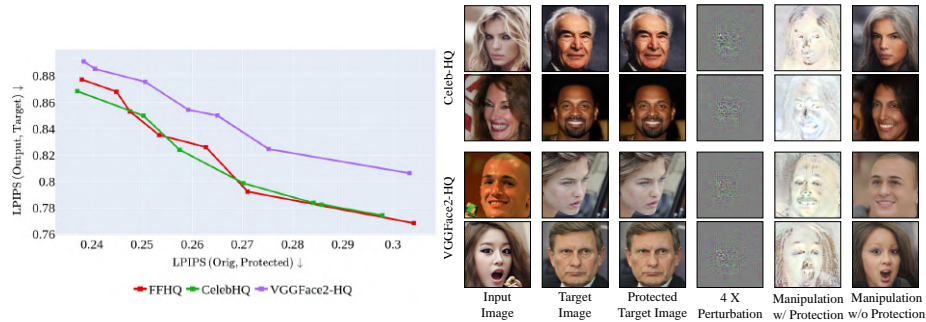 LPIPS (Output, Target) ↓
0.88
0.86
0.84
0.82
0.8
0.78
0.76
0.24
0.25
0.26
0.27
0.28
0.29
0.3
LPIPS (Orig, Protected) ↓
FFHQ
CelebHQ
VGGFace2-HQ
Celeb-HQ
VGGFace2-HQ
Input
Image
Target
Image
Protected
Target Image
4 X
Perturbation
Manipulation
w/ Protection
Manipulation
w/o Protection